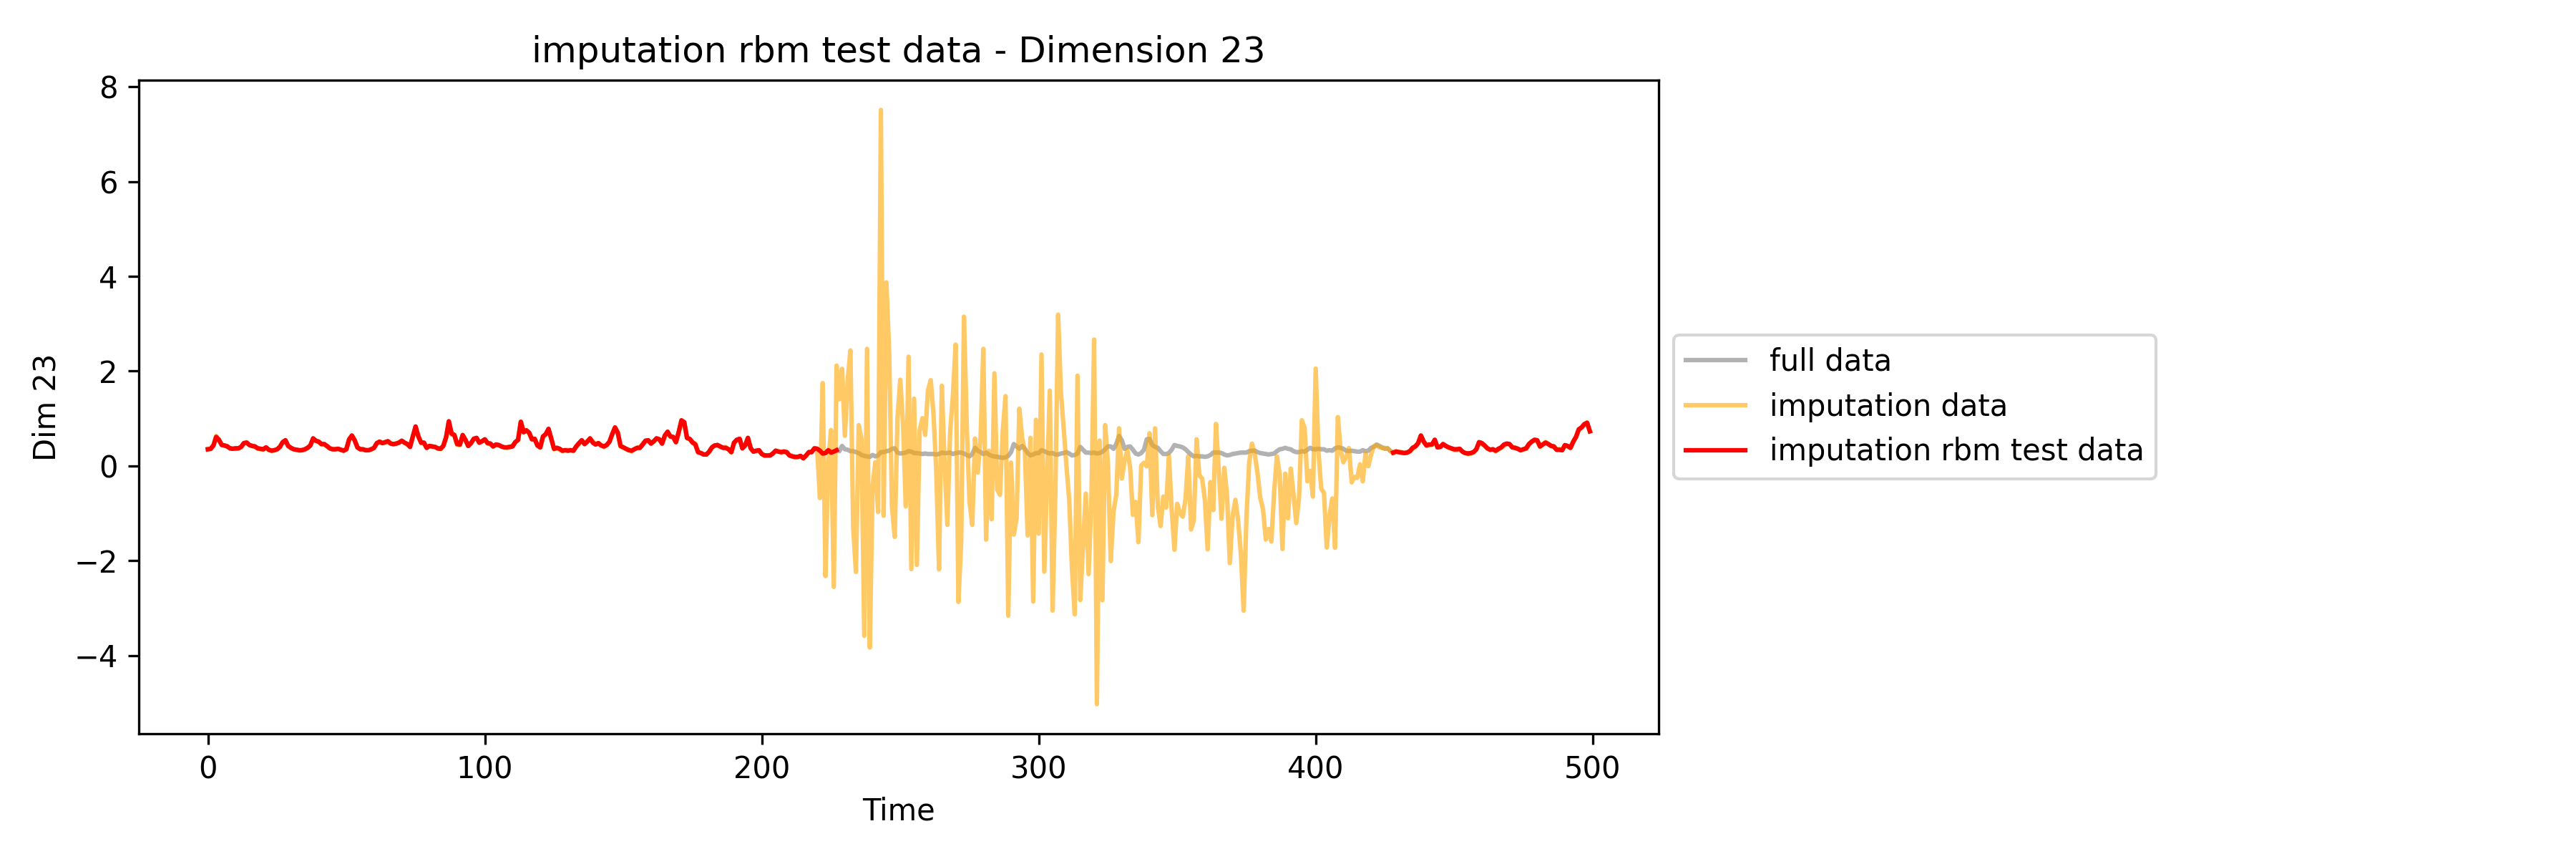 imputation rbm test data - Dimension 23
8
6
4
2
0
−2
−4
Dim 23
0 100 200 300 400 500
Time
full data
imputation data
imputation rbm test data